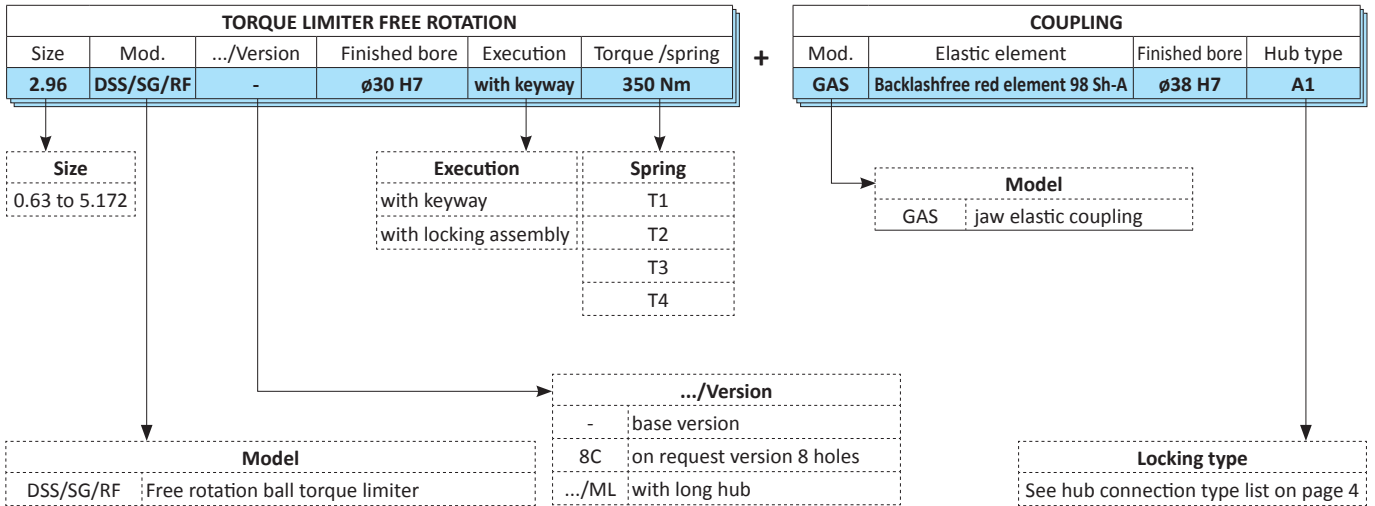 TORQUE LIMITER FREE ROTATION
Size Mod. .../Version Finished bore Execution Torque /spring
2.96 DSS/SG/RF - ø30 H7 with keyway 350 Nm
+
COUPLING
Mod. Elastic element Finished bore Hub type
GAS Backlashfree red element 98 Sh-A ø38 H7 A1
Size
0.63 to 5.172
Execution
with keyway
with locking assembly
Spring
T1
T2
T3
T4
Model
GAS jaw elastic coupling
.../Version
- base version
8C on request version 8 holes
.../ML with long hub
Model
DSS/SG/RF Free rotation ball torque limiter
Locking type
See hub connection type list on page 4